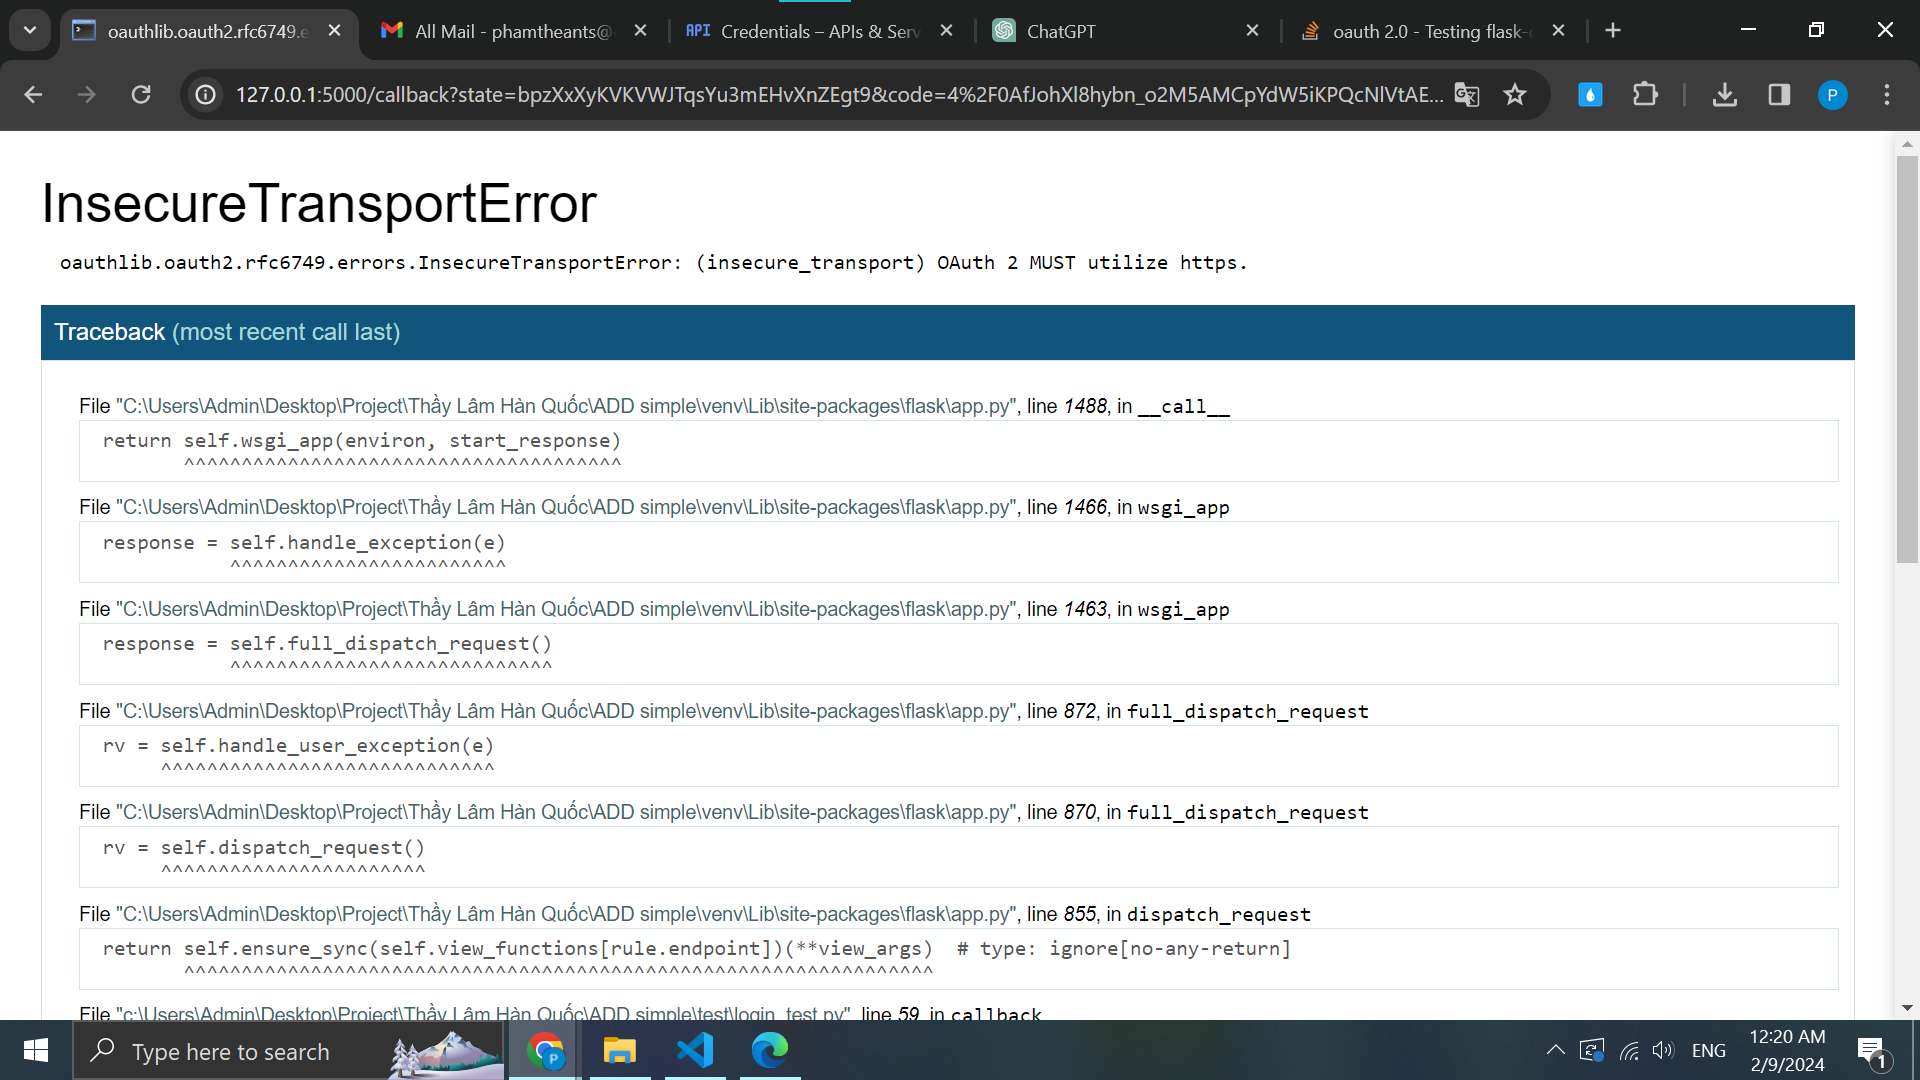 oauthlib.oauth2.rfc6749.e
All Mail - phamtheants@
API Credentials – APIs & Serv
ChatGPT
oauth 2.0 - Testing flask-
127.0.0.1:5000/callback?state=bpzXxXyKVKVWJTqsYu3mEHvXnZEgt9&code=4%2F0AfJohXl8hybn_o2M5AMCpYdW5iKPQcNlVtAE...
P
InsecureTransportError
oauthlib.oauth2.rfc6749.errors.InsecureTransportError: (insecure_transport) OAuth 2 MUST utilize https.
Traceback (most recent call last)
File "C:\Users\Admin\Desktop\Project\Thầy Lâm Hàn Quốc\ADD simple\venv\Lib\site-packages\flask\app.py", line 1488, in __call__
return self.wsgi_app(environ, start_response)
^^^^^^^^^^^^^^^^^^^^^^^^^^^^^^^^^^^^^^
File "C:\Users\Admin\Desktop\Project\Thầy Lâm Hàn Quốc\ADD simple\venv\Lib\site-packages\flask\app.py", line 1466, in wsgi_app
response = self.handle_exception(e)
^^^^^^^^^^^^^^^^^^^^^^^^
File "C:\Users\Admin\Desktop\Project\Thầy Lâm Hàn Quốc\ADD simple\venv\Lib\site-packages\flask\app.py", line 1463, in wsgi_app
response = self.full_dispatch_request()
^^^^^^^^^^^^^^^^^^^^^^^^^^^^
File "C:\Users\Admin\Desktop\Project\Thầy Lâm Hàn Quốc\ADD simple\venv\Lib\site-packages\flask\app.py", line 872, in full_dispatch_request
rv = self.handle_user_exception(e)
^^^^^^^^^^^^^^^^^^^^^^^^^^^^^
File "C:\Users\Admin\Desktop\Project\Thầy Lâm Hàn Quốc\ADD simple\venv\Lib\site-packages\flask\app.py", line 870, in full_dispatch_request
rv = self.dispatch_request()
^^^^^^^^^^^^^^^^^^^^^^^
File "C:\Users\Admin\Desktop\Project\Thầy Lâm Hàn Quốc\ADD simple\venv\Lib\site-packages\flask\app.py", line 855, in dispatch_request
return self.ensure_sync(self.view_functions[rule.endpoint])(**view_args)  # type: ignore[no-any-return]
^^^^^^^^^^^^^^^^^^^^^^^^^^^^^^^^^^^^^^^^^^^^^^^^^^^^^^^^^^^^^^^^^
File "c:\Users\Admin\Desktop\Project\Thầy Lâm Hàn Quốc\ADD simple\test\login_test.py", line 59, in callback
Type here to search
P
ENG
12:20 AM
2/9/2024
1